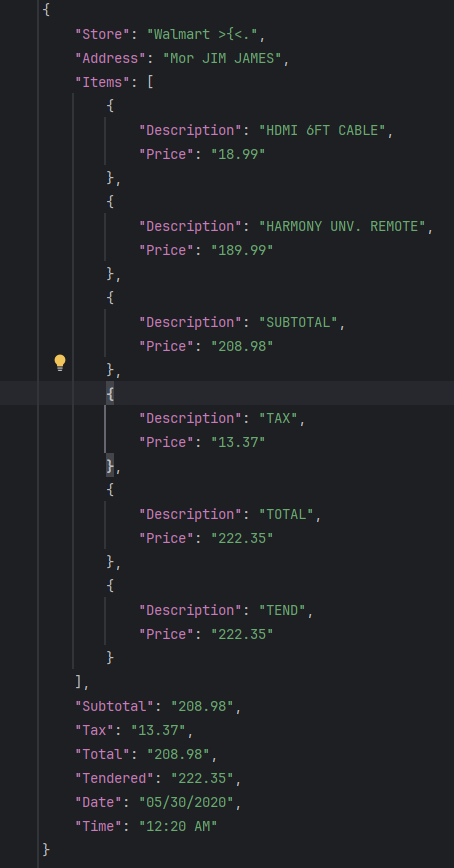 {
"Store": "Walmart >{<.",
"Address": "Mor JIM JAMES",
"Items": [
{
"Description": "HDMI 6FT CABLE",
"Price": "18.99"
},
{
"Description": "HARMONY UNV. REMOTE",
"Price": "189.99"
},
{
"Description": "SUBTOTAL",
"Price": "208.98"
},
{
"Description": "TAX",
"Price": "13.37"
},
{
"Description": "TOTAL",
"Price": "222.35"
},
{
"Description": "TEND",
"Price": "222.35"
}
],
"Subtotal": "208.98",
"Tax": "13.37",
"Total": "208.98",
"Tendered": "222.35",
"Date": "05/30/2020",
"Time": "12:20 AM"
}